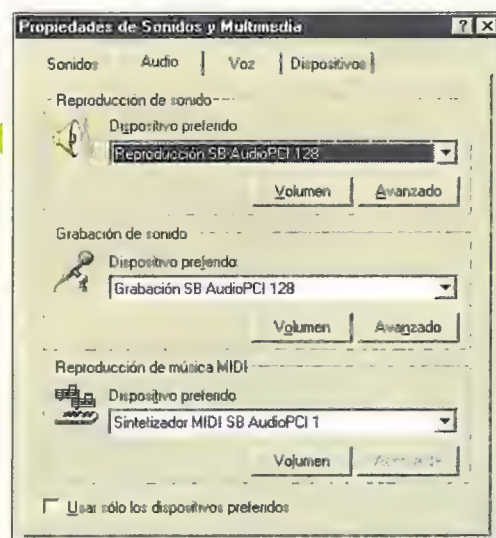 Propiedades de Sonidos y Multimedia
Sonidos Audio Voz Dispositivos
Reproducción de sonido
Dispositivo preferido
Reproducción SB AudioPCI 128
Volumen Avanzado
Grabación de sonido
Dispositivo preferido:
Grabación SB AudioPCI 128
Volumen Avanzado
Reproducción de música MIDI
Dispositivo preferido
Sintetizador MIDI SB AudioPCI 1
Volumen
Usar sólo los dispositivos preferidos